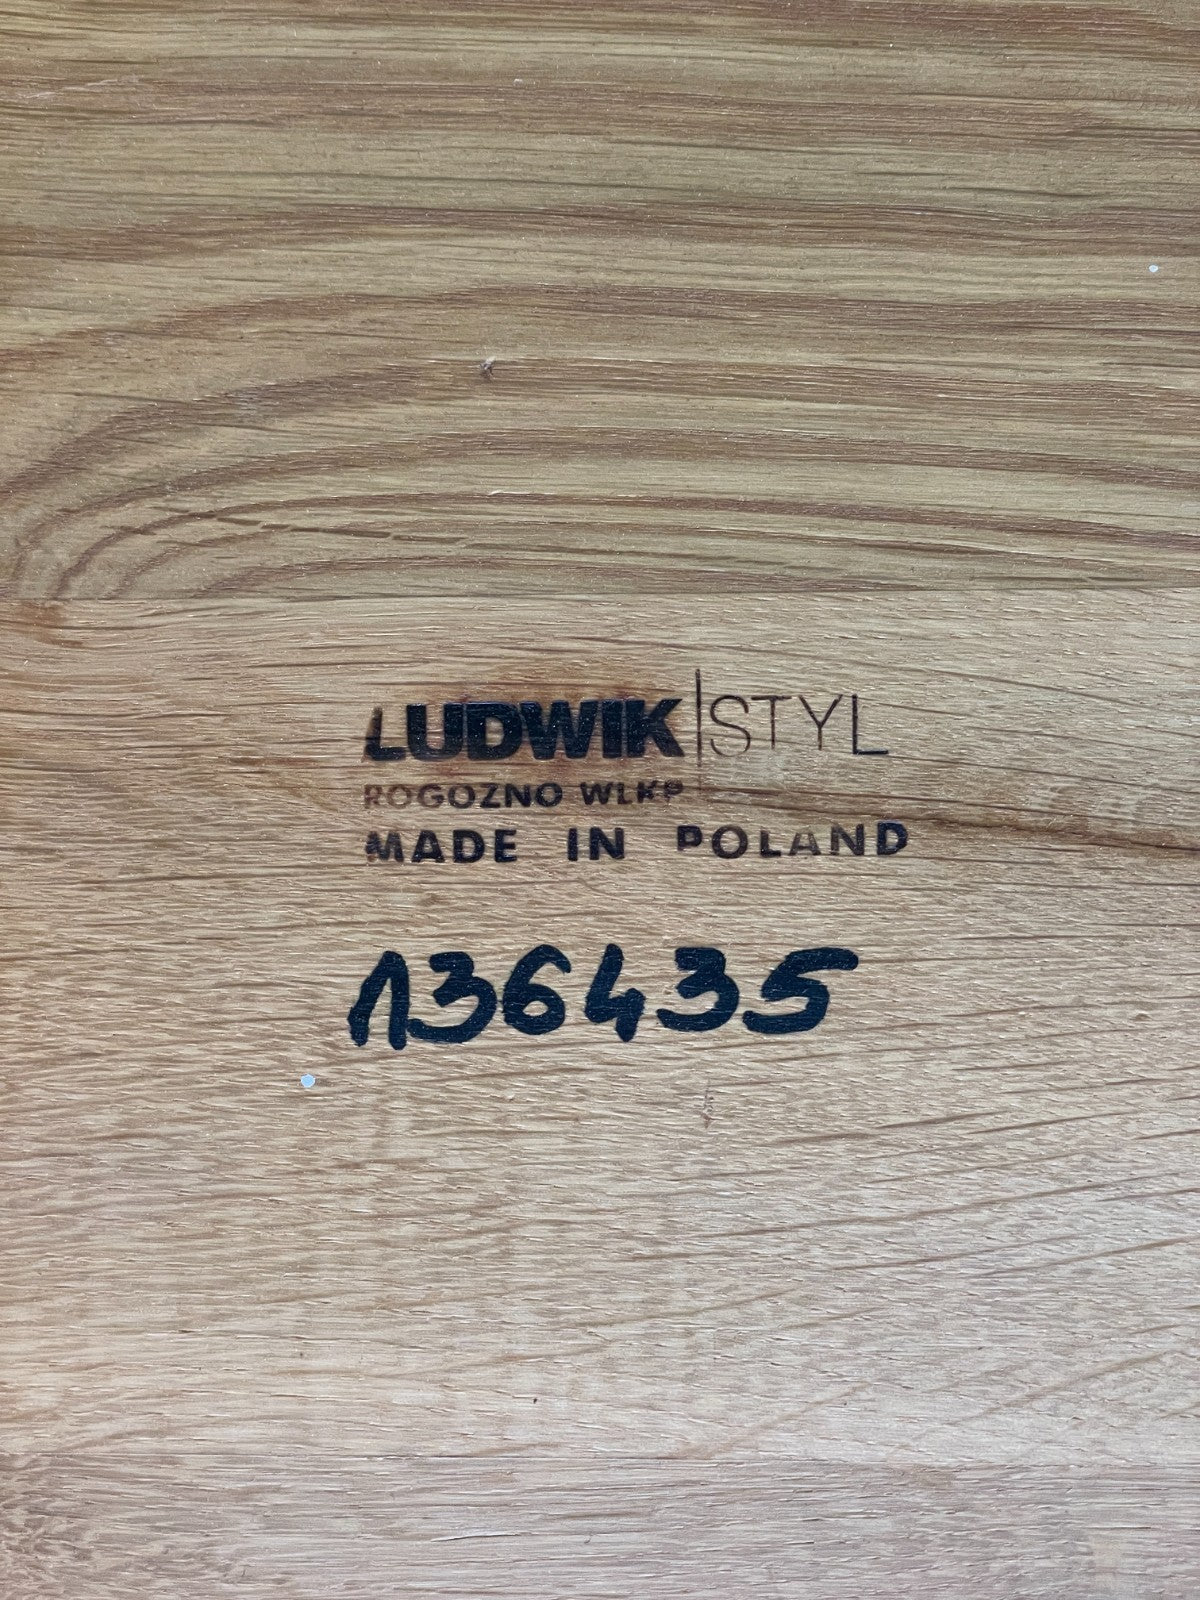 LUDWIK|STYL
ROGOZNO WLKP
MADE IN POLAND
136435